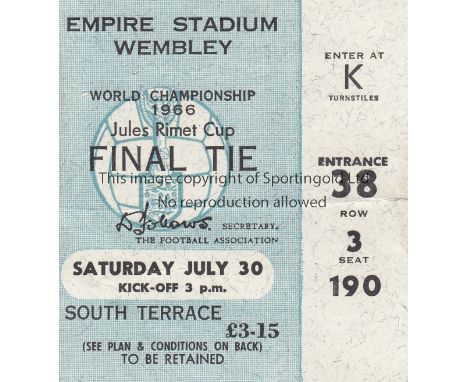 EMPIRE STADIUM
WEMBLEY
WORLD CHAMPIONSHIP
1966
Jules Rimet Cup
FINAL TIE
This image copyright of Sportingold Ltd.
No reproduction allowed
D Follows. SECRETARY,
THE FOOTBALL ASSOCIATION
SATURDAY JULY 30
KICK-OFF 3 p.m.
SOUTH TERRACE
£3-15
(SEE PLAN & CONDITIONS ON BACK)
TO BE RETAINED
ENTER AT
K
TURNSTILES
ENTRANCE
38
ROW
3
SEAT
190